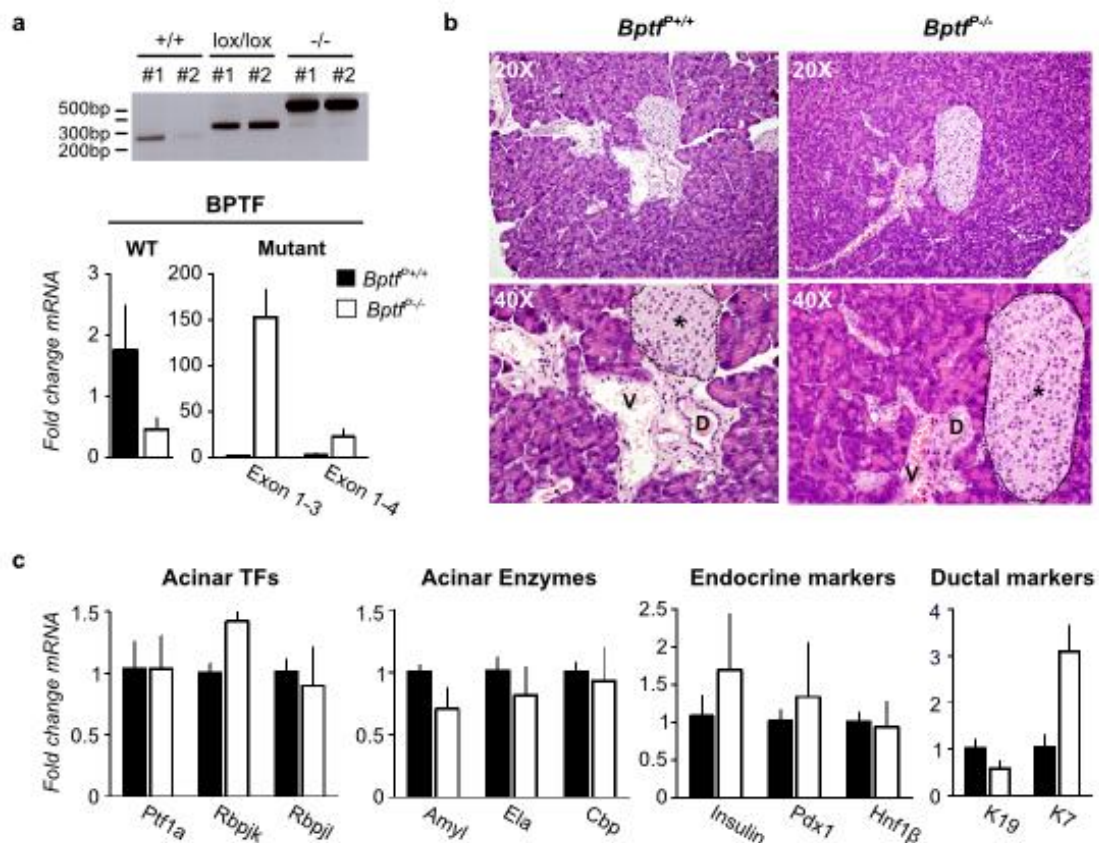 a
+/+ lox/lox -/-
#1 #2 #1 #2 #1 #2
500bp
300bp
200bp
BPTF
WT Mutant
Fold change mRNA
3
2
1
0
200
150
100
50
0
Bptf^P+/+
Bptf^P-/-
Exon 1-3
Exon 1-4
b
Bptf^P+/+ Bptf^P-/-
20X 20X
40X * V D
40X * D V
c
Acinar TFs
Fold change mRNA
1.5
1
0.5
0
Ptf1a Rbpjk Rbpjl
Acinar Enzymes
1.5
1
0.5
0
Amyl Ela Cbp
Endocrine markers
2.5
2
1.5
1
0.5
0
Insulin Pdx1 Hnf1β
Ductal markers
4
3
2
1
0
K19 K7